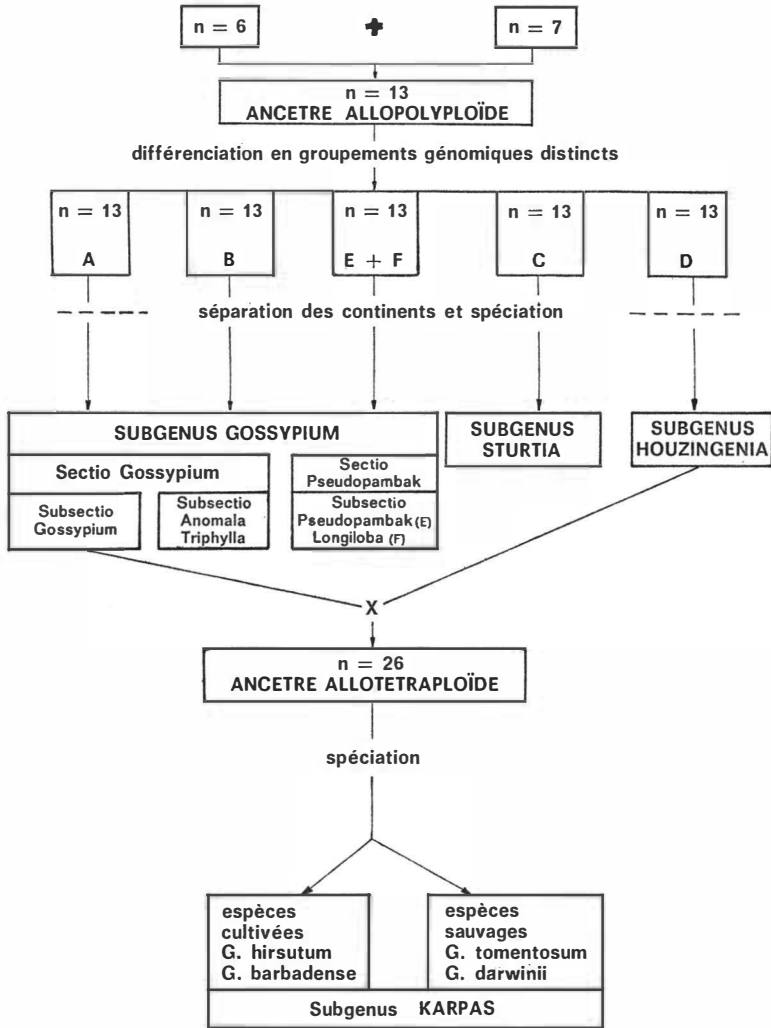 n = 6 + n = 7
n = 13
ANCETRE ALLOPOLYPLOÏDE
différenciation en groupements génomiques distincts
n = 13 n = 13 n = 13 n = 13 n = 13
A B E + F C D
séparation des continents et spéciation
SUBGENUS GOSSYPIUM
Sectio Gossypium
Subsectio
Gossypium
Subsectio
Anomala
Triphylla
Sectio
Pseudopambak
Subsectio
Pseudopambak (E)
Longiloba (F)
SUBGENUS
STURTIA
SUBGENUS
HOUZINGENIA
X
n = 26
ANCETRE ALLOTETRAPLOÏDE
spéciation
espèces
cultivées
G. hirsutum
G. barbadense
espèces
sauvages
G. tomentosum
G. darwinii
Subgenus KARPAS